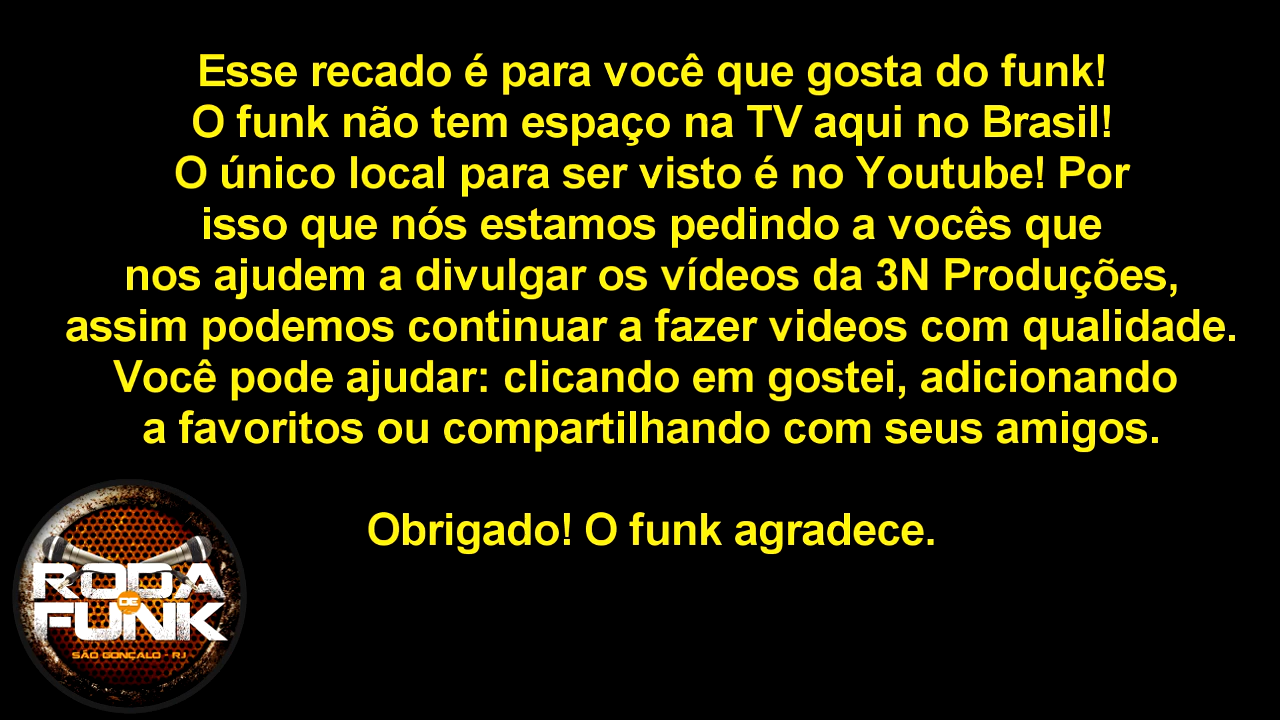 Esse recado é para você que gosta do funk!
O funk não tem espaço na TV aqui no Brasil!
O único local para ser visto é no Youtube! Por
isso que nós estamos pedindo a vocês que
nos ajudem a divulgar os vídeos da 3N Produções,
assim podemos continuar a fazer videos com qualidade.
Você pode ajudar: clicando em gostei, adicionando
a favoritos ou compartilhando com seus amigos.
Obrigado! O funk agradece.
RODA
DE
FUNK
SÃO GONÇALO - RJ